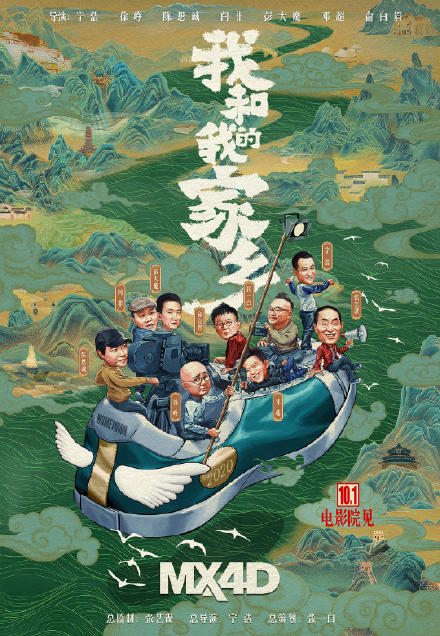 导演：宁浩 徐峥 陈思诚 闫非 彭大魔 邓超 俞白眉
我和我的家乡
2020
10.1
电影院见
MX4D
总监制：张艺谋 总导演：宁浩 总策划：张一白